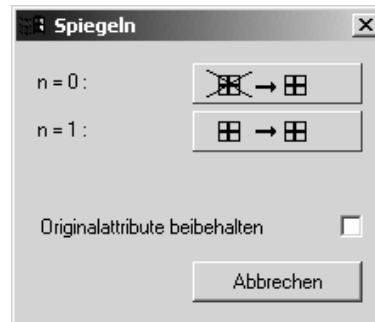 Spiegeln
n = 0 :
n = 1 :
Originalattribute beibehalten
Abbrechen